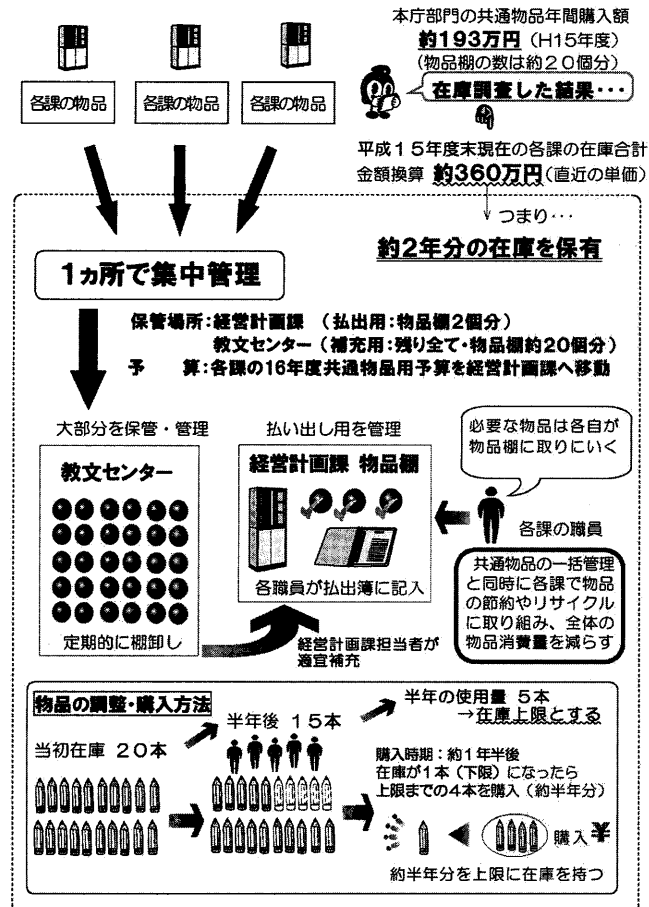 本庁部門の共通物品年間購入額
約193万円（H15年度）
（物品棚の数は約20個分）
在庫調査した結果・・・
各課の物品
各課の物品
各課の物品
平成15年度末現在の各課の在庫合計
金額換算 約360万円（直近の単価）
つまり・・・
約2年分の在庫を保有
1ヵ所で集中管理
保管場所：経営計画課 （払出用：物品棚2個分）
教文センター（補充用：残り全て・物品棚約20個分）
予　算：各課の16年度共通物品用予算を経営計画課へ移動
大部分を保管・管理
教文センター
定期的に棚卸し
払い出し用を管理
経営計画課 物品棚
各職員が払出簿に記入
必要な物品は各自が
物品棚に取りにいく
各課の職員
共通物品の一括管理
と同時に各課で物品
の節約やリサイクル
に取り組み、全体の
物品消費量を減らす
経営計画課担当者が
適宜補充
物品の調整・購入方法
当初在庫 20本
半年後 15本
半年の使用量 5本
→在庫上限とする
購入時期：約1年半後
在庫が1本（下限）になったら
上限までの4本を購入（約半年分）
購入 ¥
約半年分を上限に在庫を持つ